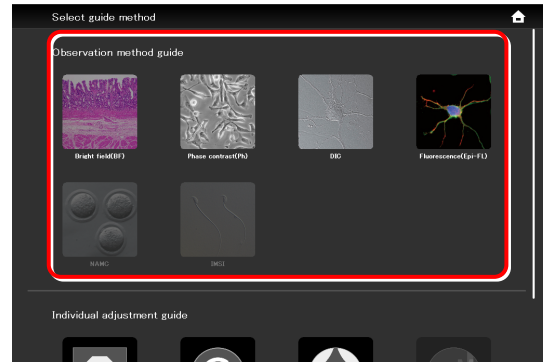 Select guide method
Observation method guide
Bright field(BF) Phase contrast(Ph) DIC Fluorescence(Epi-FL)
NAMC IMSI
Individual adjustment guide